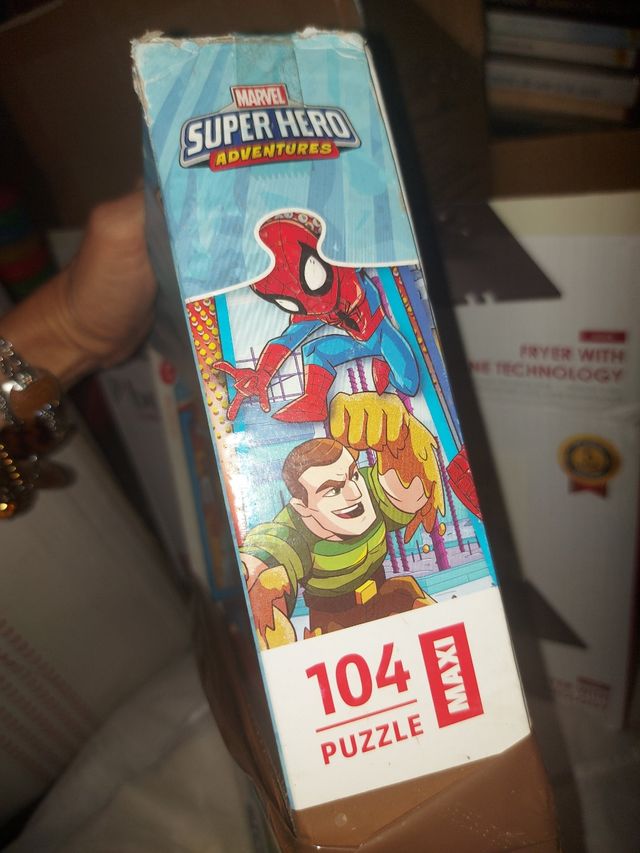 MARVEL
SUPER HERO
ADVENTURES
FRYER WITH
NE TECHNOLOGY
104
PUZZLE
MAXI